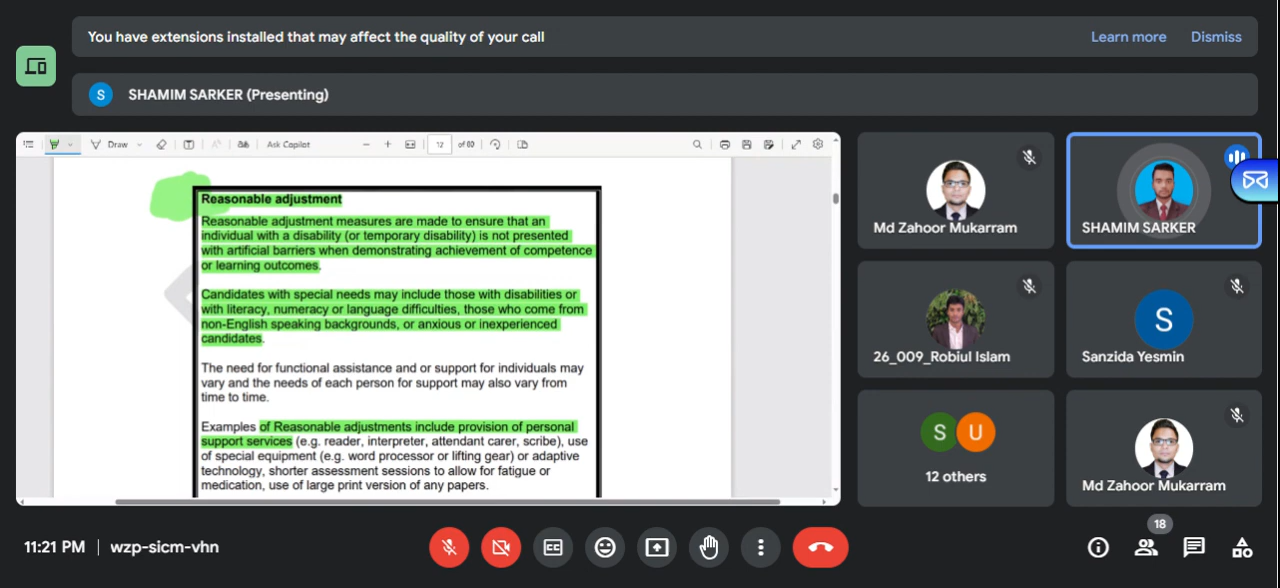 You have extensions installed that may affect the quality of your call
Learn more
Dismiss
S
SHAMIM SARKER (Presenting)
Draw
Ask Copilot
12
Reasonable adjustment
Reasonable adjustment measures are made to ensure that an
individual with a disability (or temporary disability) is not presented
with artificial barriers when demonstrating achievement of competence
or learning outcomes.
Candidates with special needs may include those with disabilities or
with literacy, numeracy or language difficulties, those who come from
non-English speaking backgrounds, or anxious or inexperienced
candidates.
The need for functional assistance and or support for individuals may
vary and the needs of each person for support may also vary from
time to time.
Examples of Reasonable adjustments include provision of personal
support services (e.g. reader, interpreter, attendant carer, scribe), use
of special equipment (e.g. word processor or lifting gear) or adaptive
technology, shorter assessment sessions to allow for fatigue or
medication, use of large print version of any papers.
Md Zahoor Mukarram
SHAMIM SARKER
26_009_Robiul Islam
S
Sanzida Yesmin
S
U
12 others
Md Zahoor Mukarram
11:21 PM | wzp-sicm-vhn
18